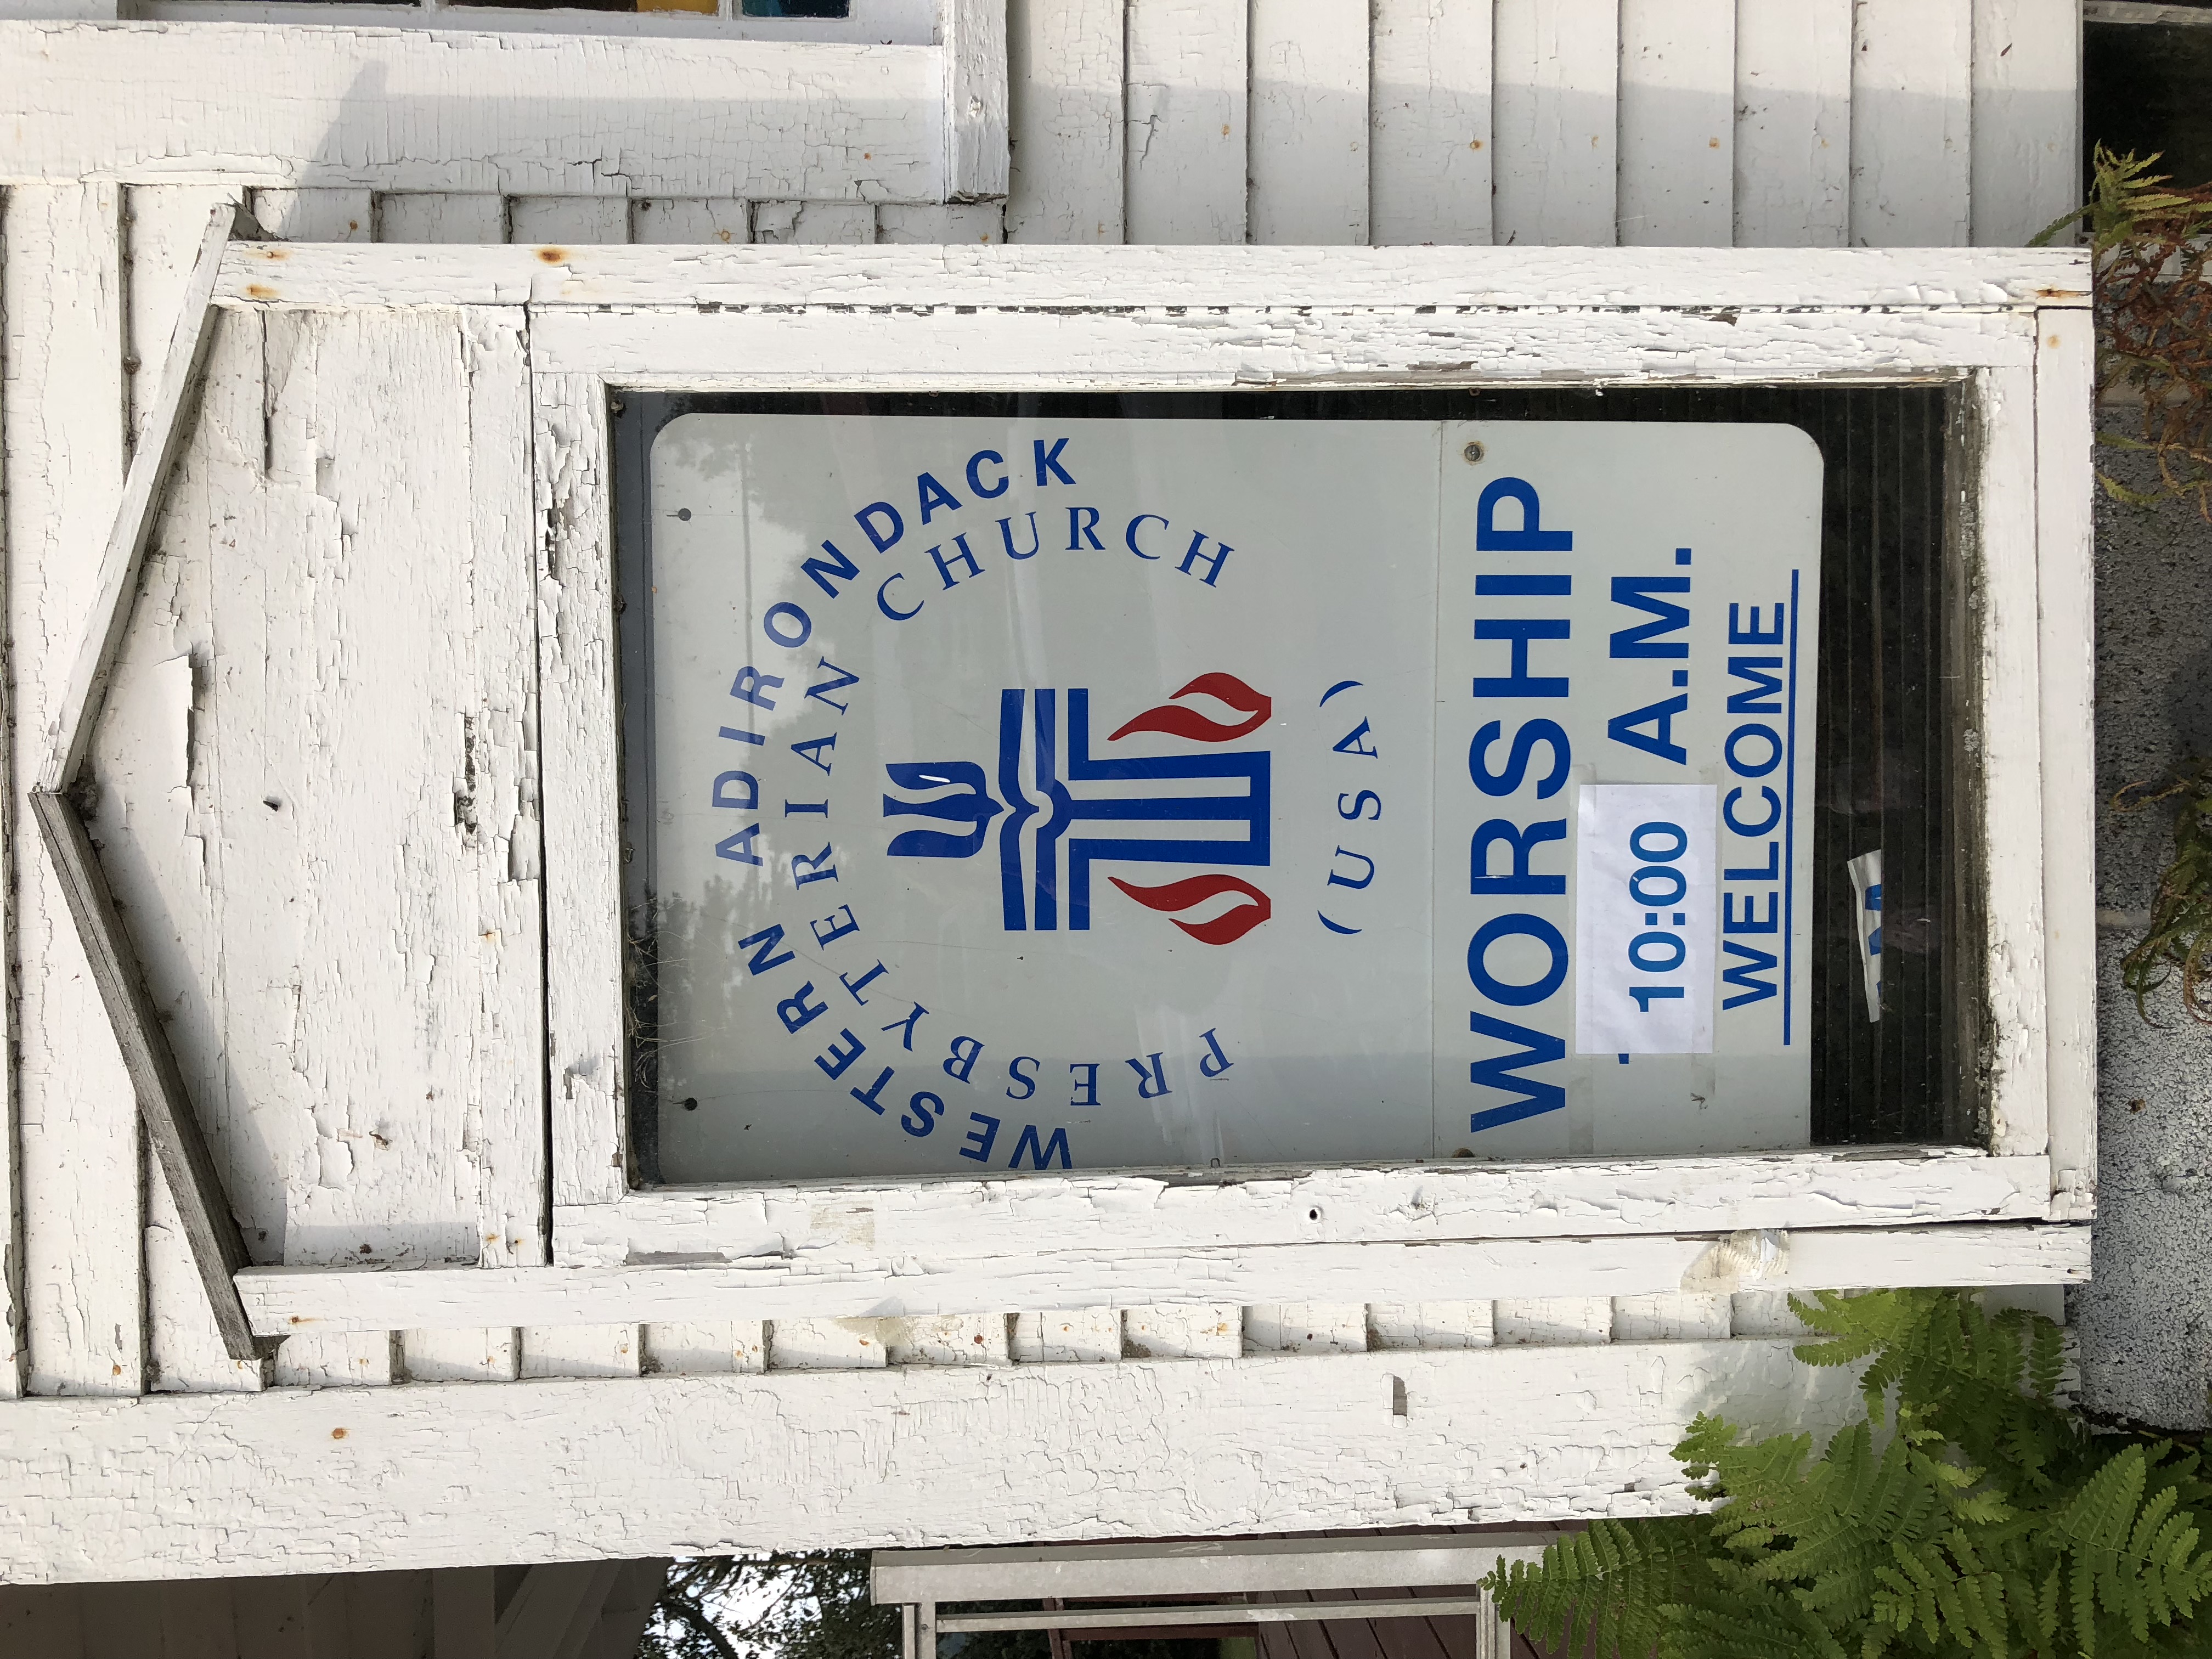 WESTERN ADIRONDACK
PRESBYTERIAN CHURCH
(USA)
WORSHIP
10:00 A.M.
WELCOME